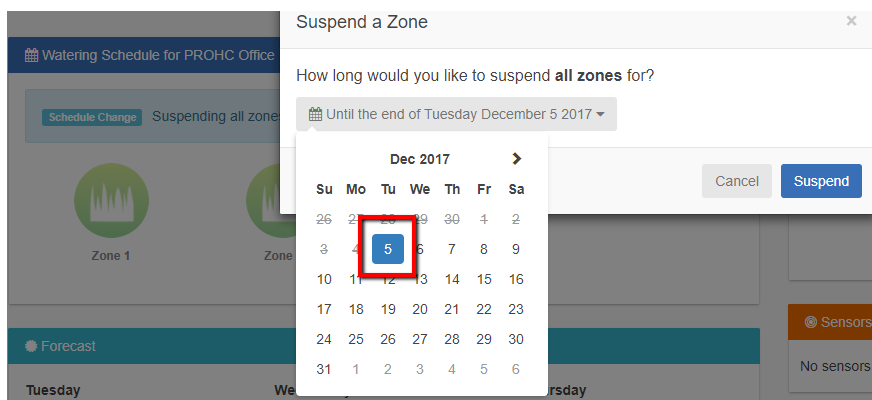 Suspend a Zone
×
Watering Schedule for PROHC Office
How long would you like to suspend all zones for?
Schedule Change Suspending all zone
Until the end of Tuesday December 5 2017
Dec 2017
Cancel
Suspend
Su Mo Tu We Th Fr Sa
26 27 28 29 30 1 2
3 4 5 6 7 8 9
10 11 12 13 14 15 16
17 18 19 20 21 22 23
24 25 26 27 28 29 30
31 1 2 3 4 5 6
Zone 1
Zone
Forecast
Sensors
Tuesday
We
rsday
No sensors